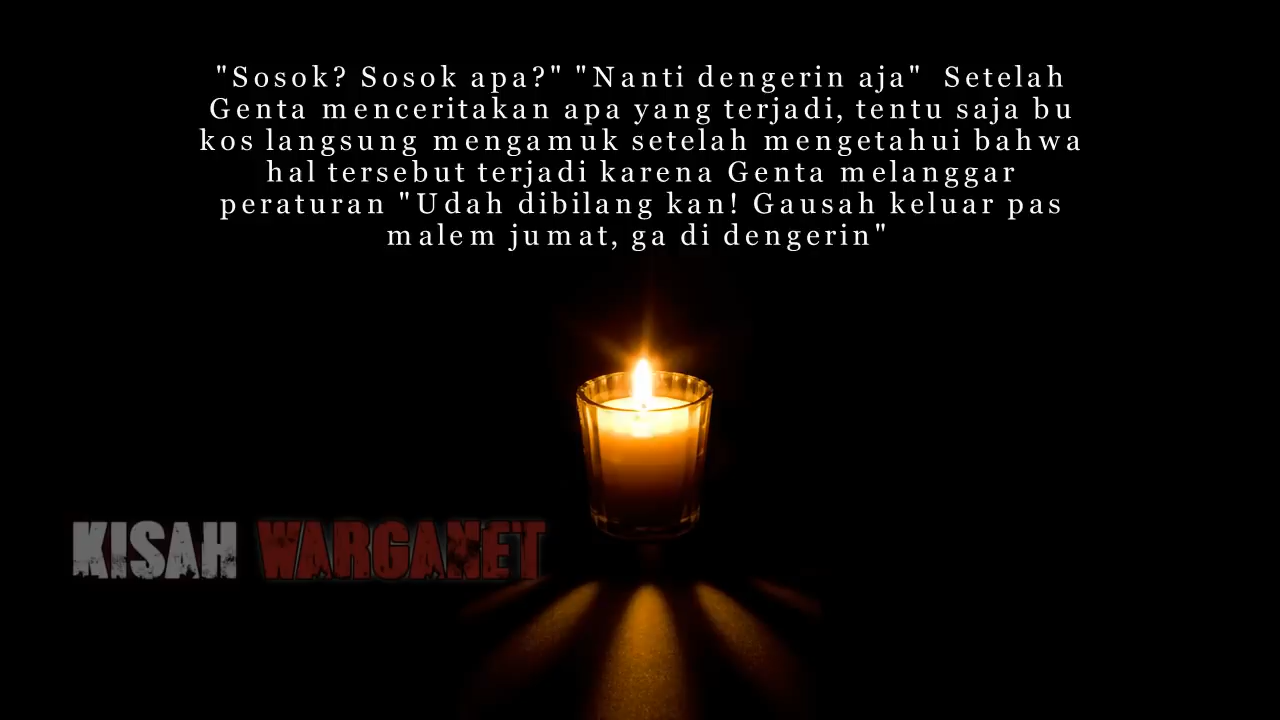 "Sosok? Sosok apa?" "Nanti dengerin aja"  Setelah
Genta menceritakan apa yang terjadi, tentu saja bu
kos langsung mengamuk setelah mengetahui bahwa
hal tersebut terjadi karena Genta melanggar
peraturan "Udah dibilang kan! Gausah keluar pas
malem jumat, ga di dengerin"
KISAH WARGANET